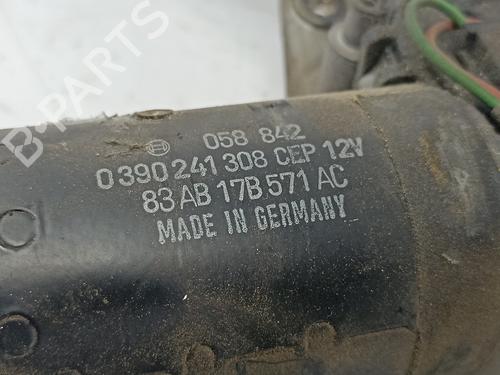 058 842
0 390 241 308 CEP 12V
83 AB 17B.571 AC
MADE IN GERMANY
B-PARTS